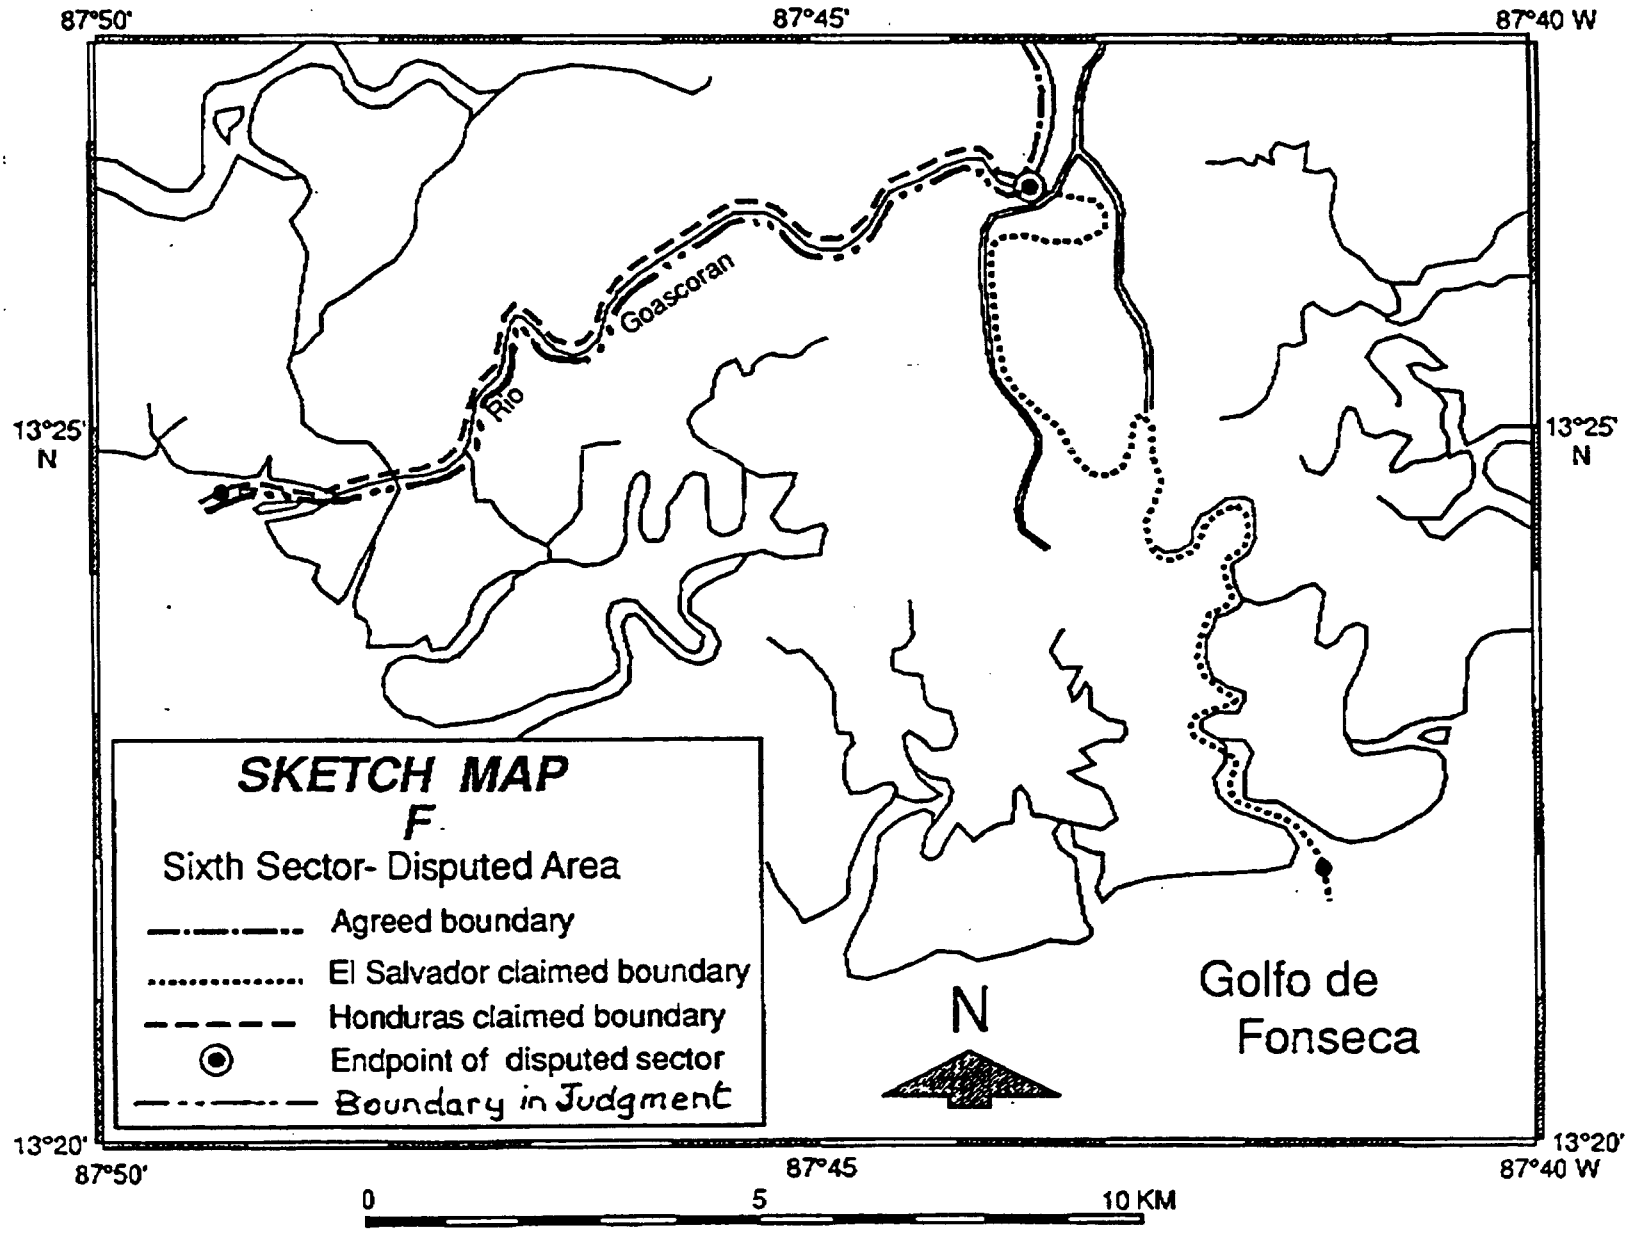 87°50'
87°45'
87°40 W
Goascoran
Rio
13°25'
N
13°25'
N
SKETCH MAP
F
Sixth Sector- Disputed Area
Agreed boundary
El Salvador claimed boundary
Honduras claimed boundary
Endpoint of disputed sector
Boundary in Judgment
Golfo de
Fonseca
N
13°20'
13°20'
87°50'
87°45
87°40 W
0
5
10 KM